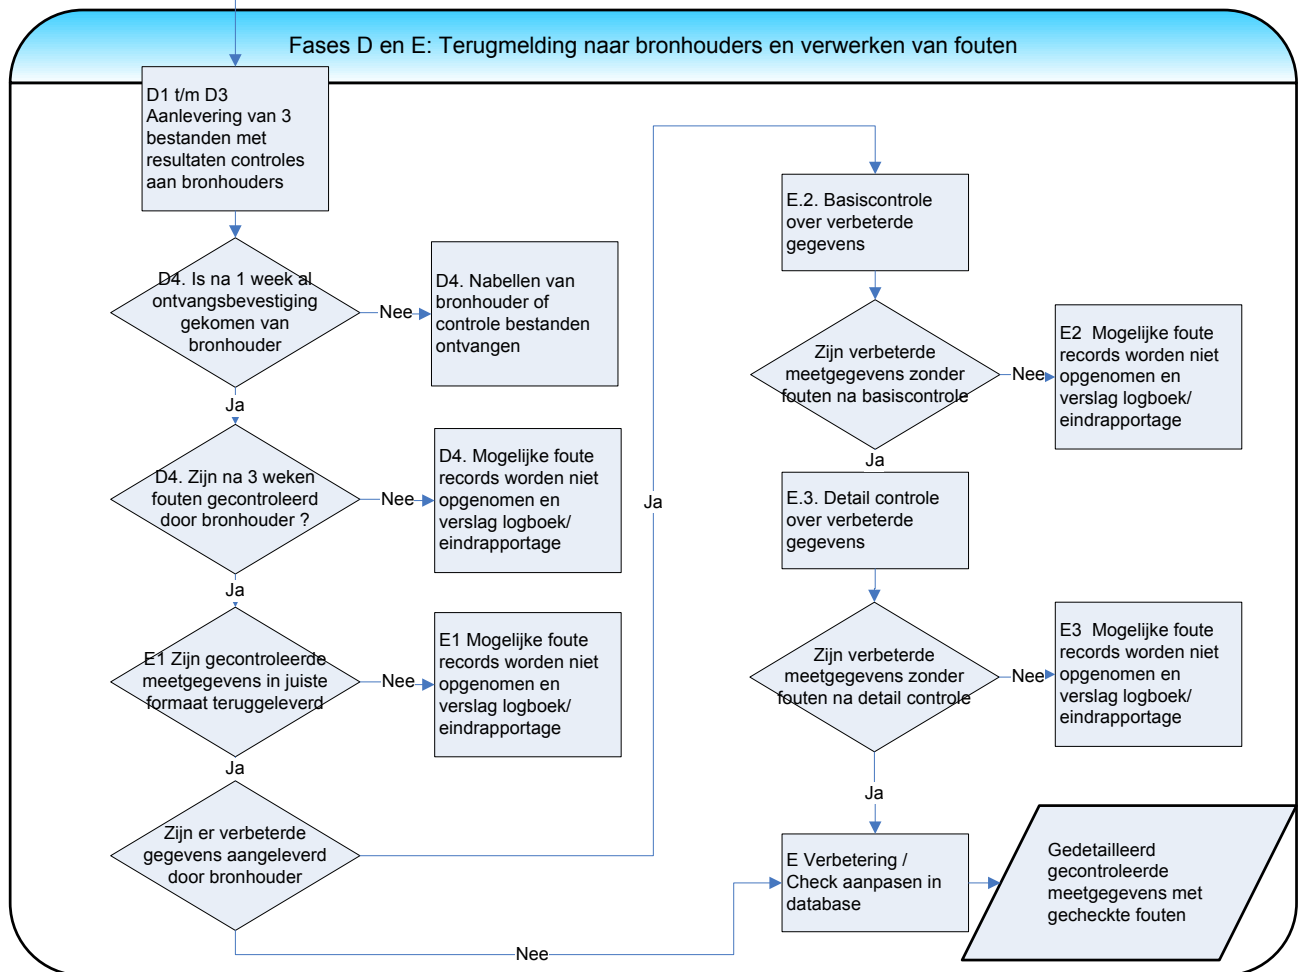 Fases D en E: Terugmelding naar bronhouders en verwerken van fouten
D1 t/m D3
Aanlevering van 3
bestanden met
resultaten controles
aan bronhouders
D4. Is na 1 week al
ontvangsbevestiging
gekomen van
bronhouder
Nee
D4. Nabellen van
bronhouder of
controle bestanden
ontvangen
Ja
D4. Zijn na 3 weken
fouten gecontroleerd
door bronhouder ?
Nee
D4. Mogelijke foute
records worden niet
opgenomen en
verslag logboek/
eindrapportage
Ja
E1 Zijn gecontroleerde
meetgegevens in juiste
formaat teruggeleverd
Nee
E1 Mogelijke foute
records worden niet
opgenomen en
verslag logboek/
eindrapportage
Ja
Zijn er verbeterde
gegevens aangeleverd
door bronhouder
Ja
Nee
E.2. Basiscontrole
over verbeterde
gegevens
Zijn verbeterde
meetgegevens zonder
fouten na basiscontrole
Nee
E2 Mogelijke foute
records worden niet
opgenomen en
verslag logboek/
eindrapportage
Ja
E.3. Detail controle
over verbeterde
gegevens
Zijn verbeterde
meetgegevens zonder
fouten na detail controle
Nee
E3 Mogelijke foute
records worden niet
opgenomen en
verslag logboek/
eindrapportage
Ja
E Verbetering /
Check aanpasen in
database
Gedetailleerd
gecontroleerde
meetgegevens met
gecheckte fouten